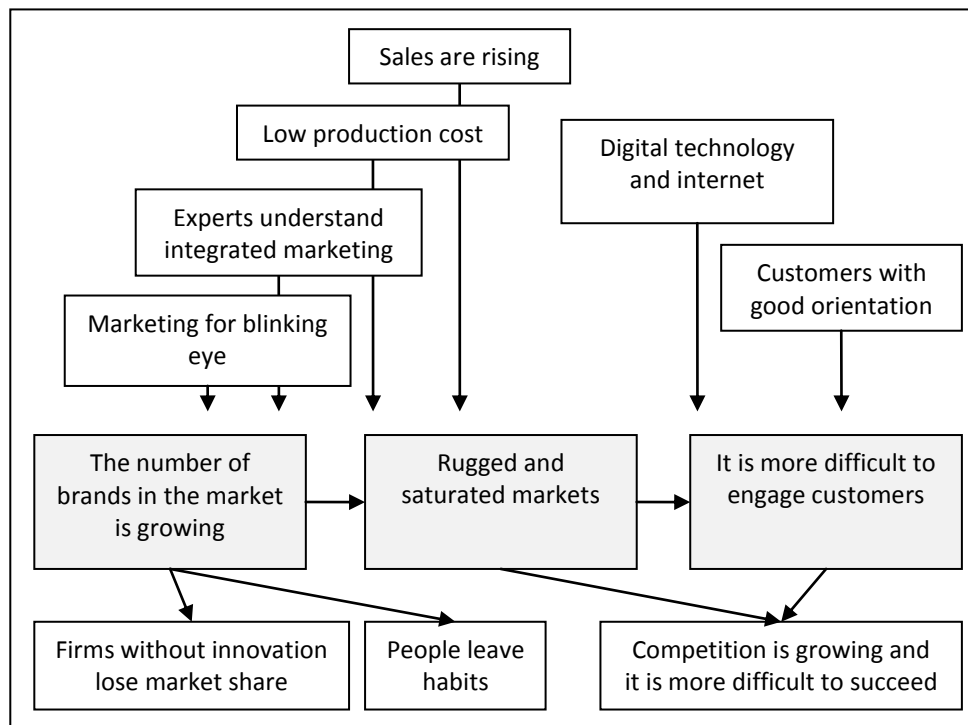 Sales are rising
Low production cost
Digital technology
and internet
Experts understand
integrated marketing
Customers with
good orientation
Marketing for blinking
eye
The number of
brands in the market
is growing
Rugged and
saturated markets
It is more difficult to
engage customers
Firms without innovation
lose market share
People leave
habits
Competition is growing and
it is more difficult to succeed